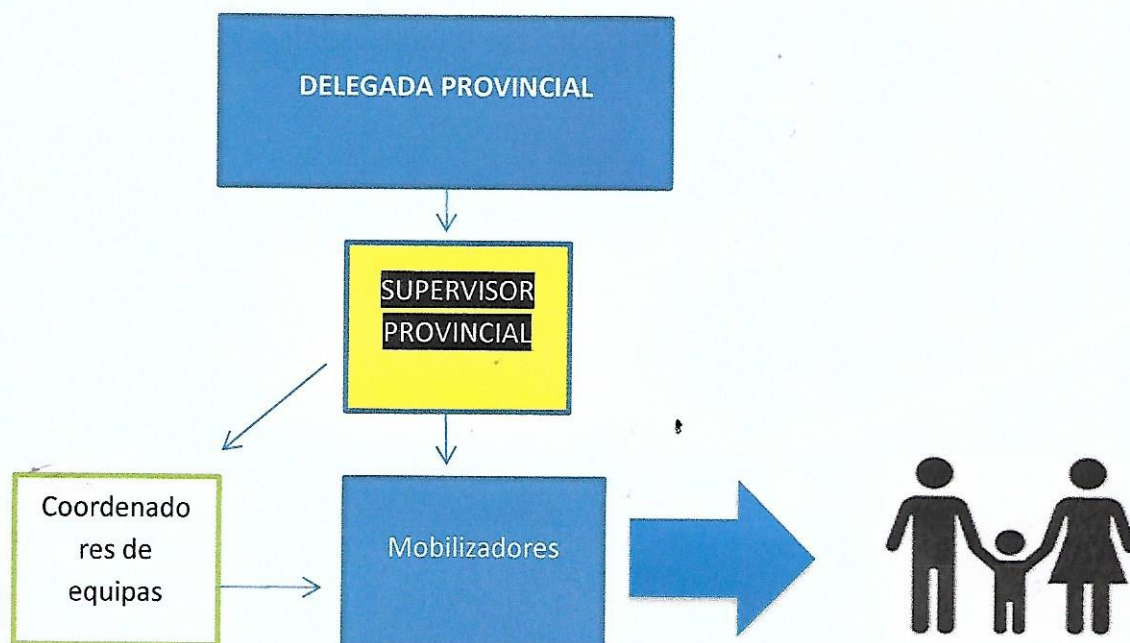 DELEGADA PROVINCIAL
SUPERVISOR
PROVINCIAL
Coordenado
res de
equipas
Mobilizadores